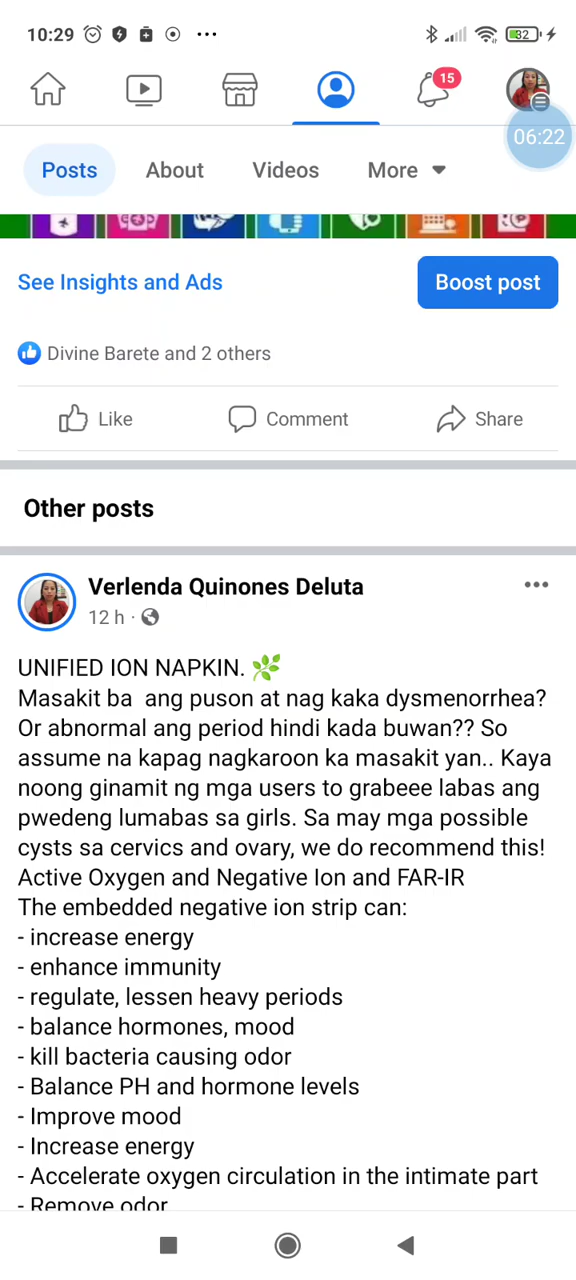 10:29
32
15
06:22
Posts
About
Videos
More
See Insights and Ads
Boost post
Divine Barete and 2 others
Like
Comment
Share
Other posts
Verlenda Quinones Deluta
12 h ·
UNIFIED ION NAPKIN. 🌿
Masakit ba ang puson at nag kaka dysmenorrhea?
Or abnormal ang period hindi kada buwan?? So
assume na kapag nagkaroon ka masakit yan.. Kaya
noong ginamit ng mga users to grabeee labas ang
pwedeng lumabas sa girls. Sa may mga possible
cysts sa cervics and ovary, we do recommend this!
Active Oxygen and Negative Ion and FAR-IR
The embedded negative ion strip can:
- increase energy
- enhance immunity
- regulate, lessen heavy periods
- balance hormones, mood
- kill bacteria causing odor
- Balance PH and hormone levels
- Improve mood
- Increase energy
- Accelerate oxygen circulation in the intimate part
- Remove odor